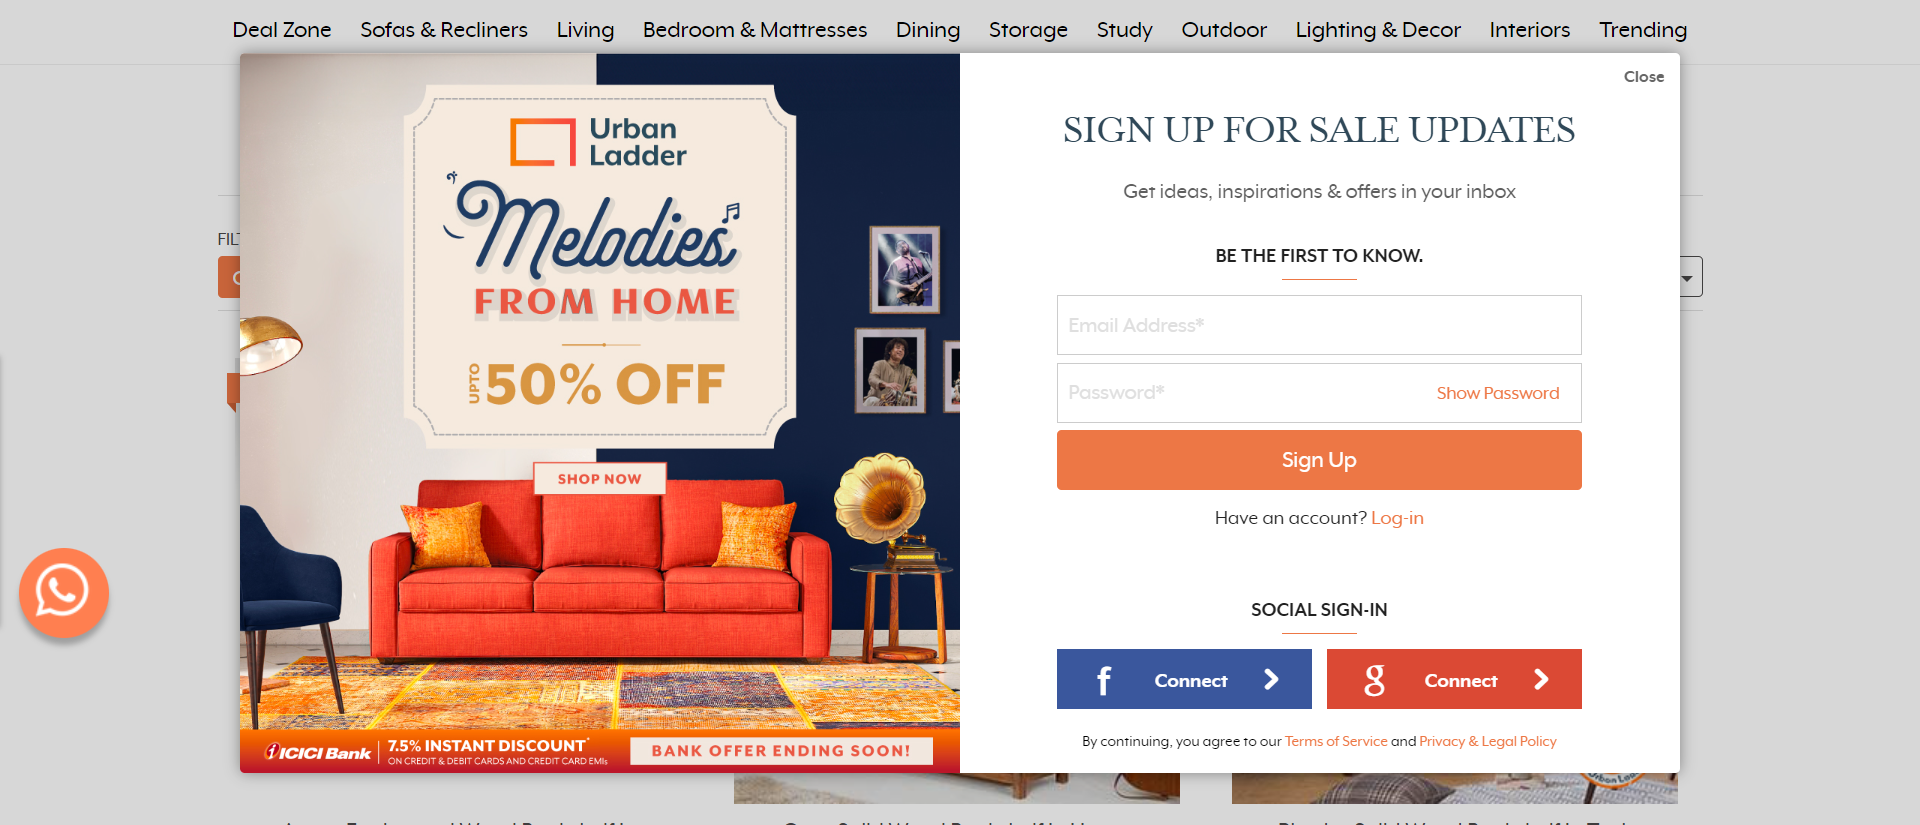 Deal Zone Sofas & Recliners Living Bedroom & Mattresses Dining Storage Study Outdoor Lighting & Decor Interiors Trending
Close
Urban
Ladder
Melodies
FROM HOME
UPTO 50% OFF
SHOP NOW
ICICI Bank
7.5% INSTANT DISCOUNT*
ON CREDIT & DEBIT CARDS AND CREDIT CARD EMIs
BANK OFFER ENDING SOON!
SIGN UP FOR SALE UPDATES
Get ideas, inspirations & offers in your inbox
BE THE FIRST TO KNOW.
Email Address*
Password* Show Password
Sign Up
Have an account? Log-in
SOCIAL SIGN-IN
f Connect
g Connect
By continuing, you agree to our Terms of Service and Privacy & Legal Policy